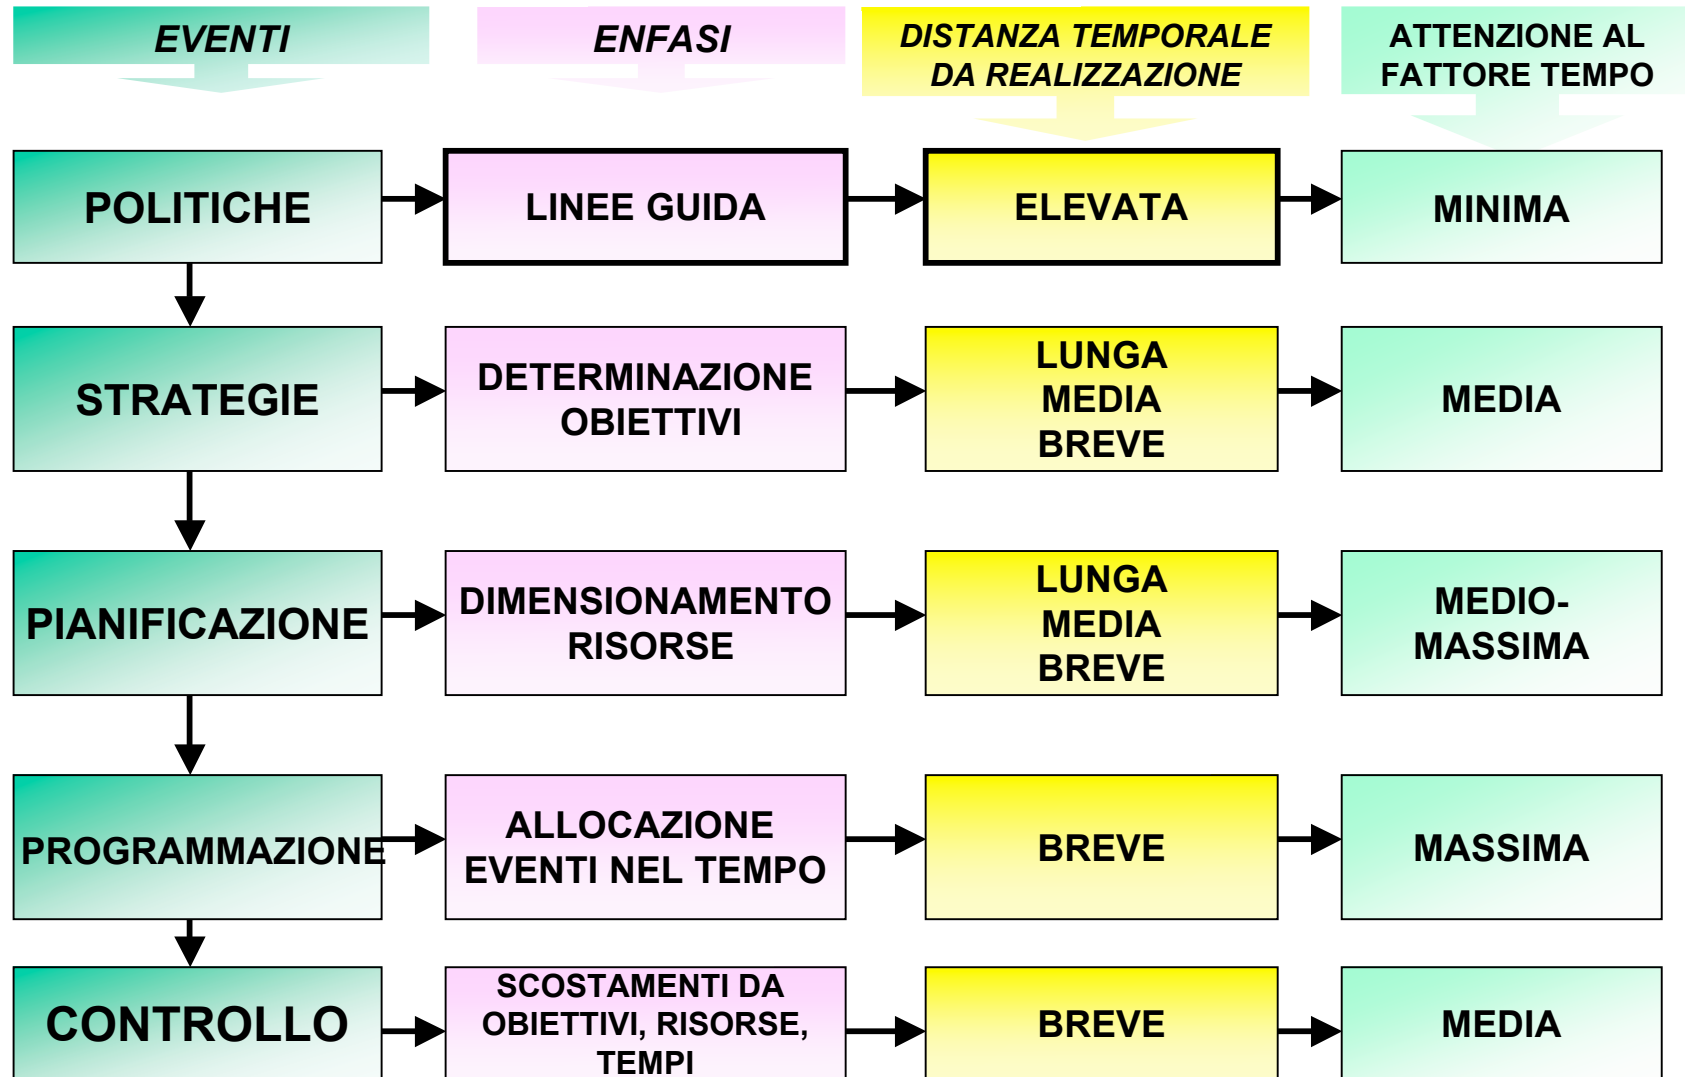 EVENTI
ENFASI
DISTANZA TEMPORALE
DA REALIZZAZIONE
ATTENZIONE AL
FATTORE TEMPO
POLITICHE
LINEE GUIDA
ELEVATA
MINIMA
STRATEGIE
DETERMINAZIONE
OBIETTIVI
LUNGA
MEDIA
BREVE
MEDIA
PIANIFICAZIONE
DIMENSIONAMENTO
RISORSE
LUNGA
MEDIA
BREVE
MEDIO-
MASSIMA
PROGRAMMAZIONE
ALLOCAZIONE
EVENTI NEL TEMPO
BREVE
MASSIMA
CONTROLLO
SCOSTAMENTI DA
OBIETTIVI, RISORSE,
TEMPI
BREVE
MEDIA